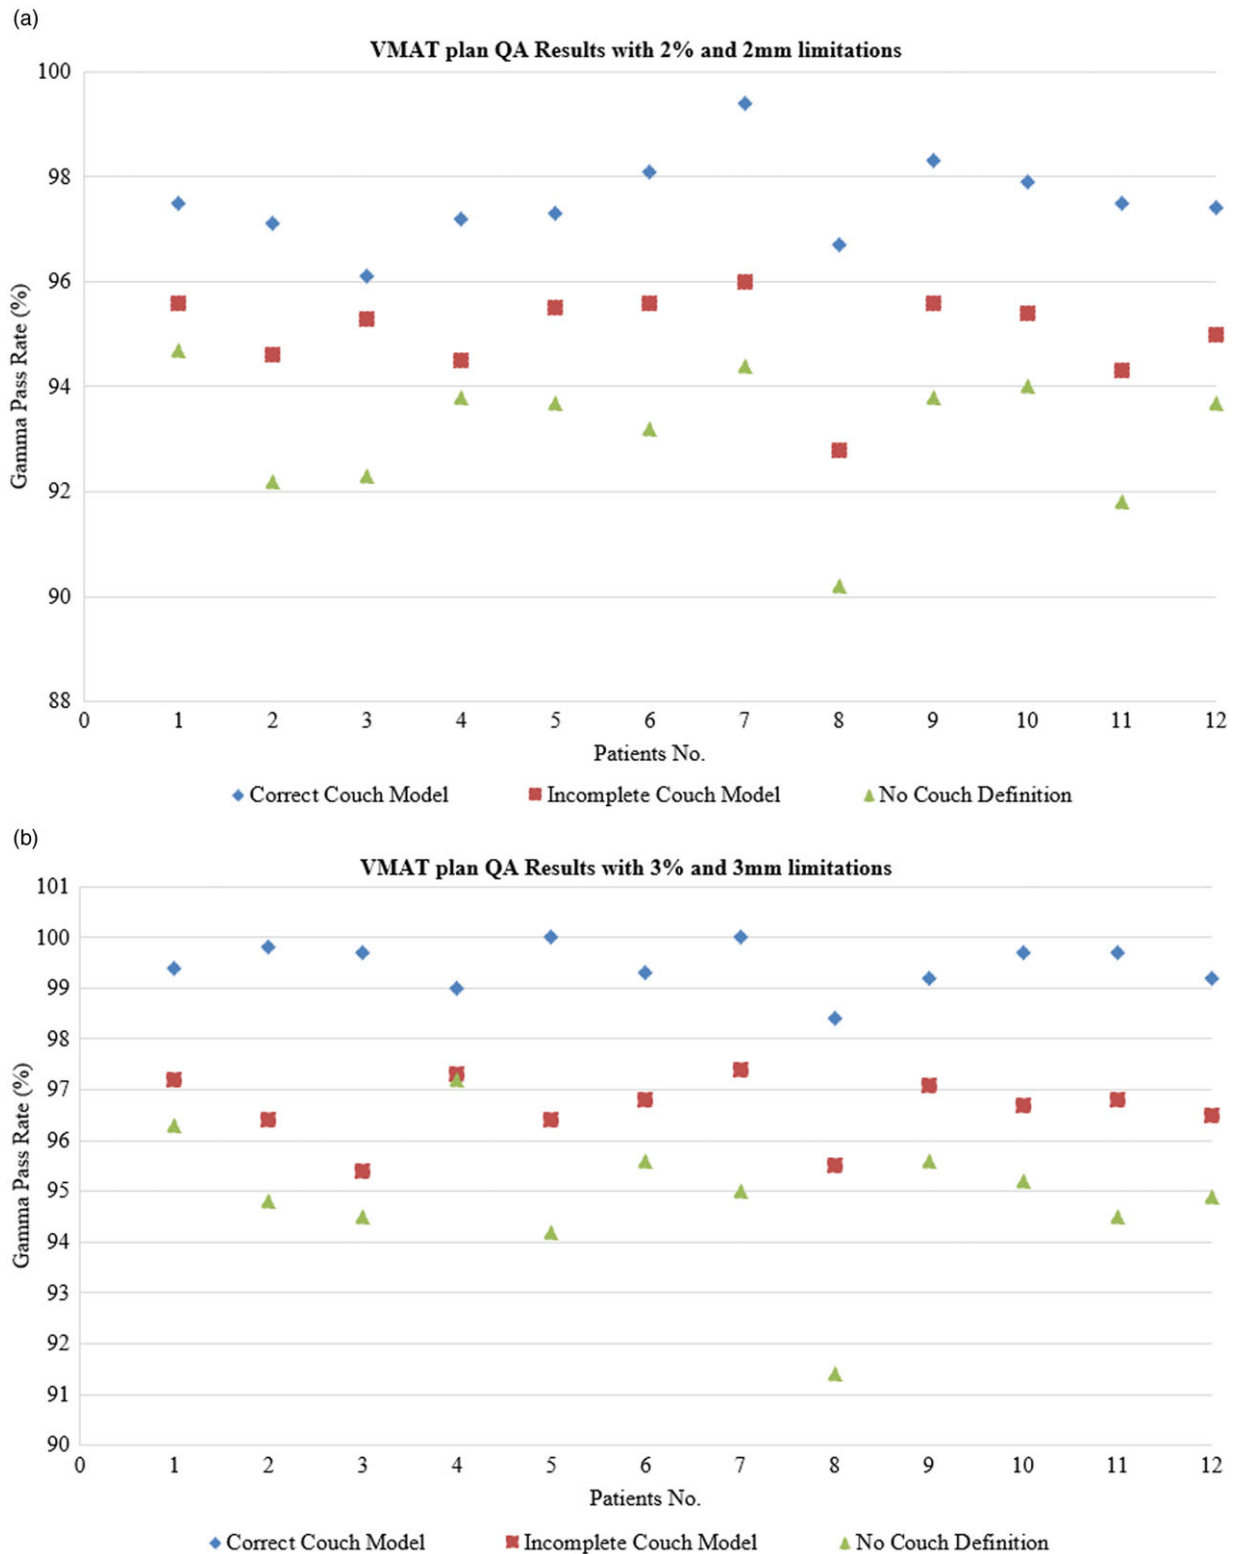 (a)
VMAT plan QA Results with 2% and 2mm limitations
100
98
96
94
92
90
88
Gamma Pass Rate (%)
0 1 2 3 4 5 6 7 8 9 10 11 12
Patients No.
Correct Couch Model Incomplete Couch Model No Couch Definition
(b)
VMAT plan QA Results with 3% and 3mm limitations
101
100
99
98
97
96
95
94
93
92
91
90
Gamma Pass Rate (%)
0 1 2 3 4 5 6 7 8 9 10 11 12
Patients No.
Correct Couch Model Incomplete Couch Model No Couch Definition